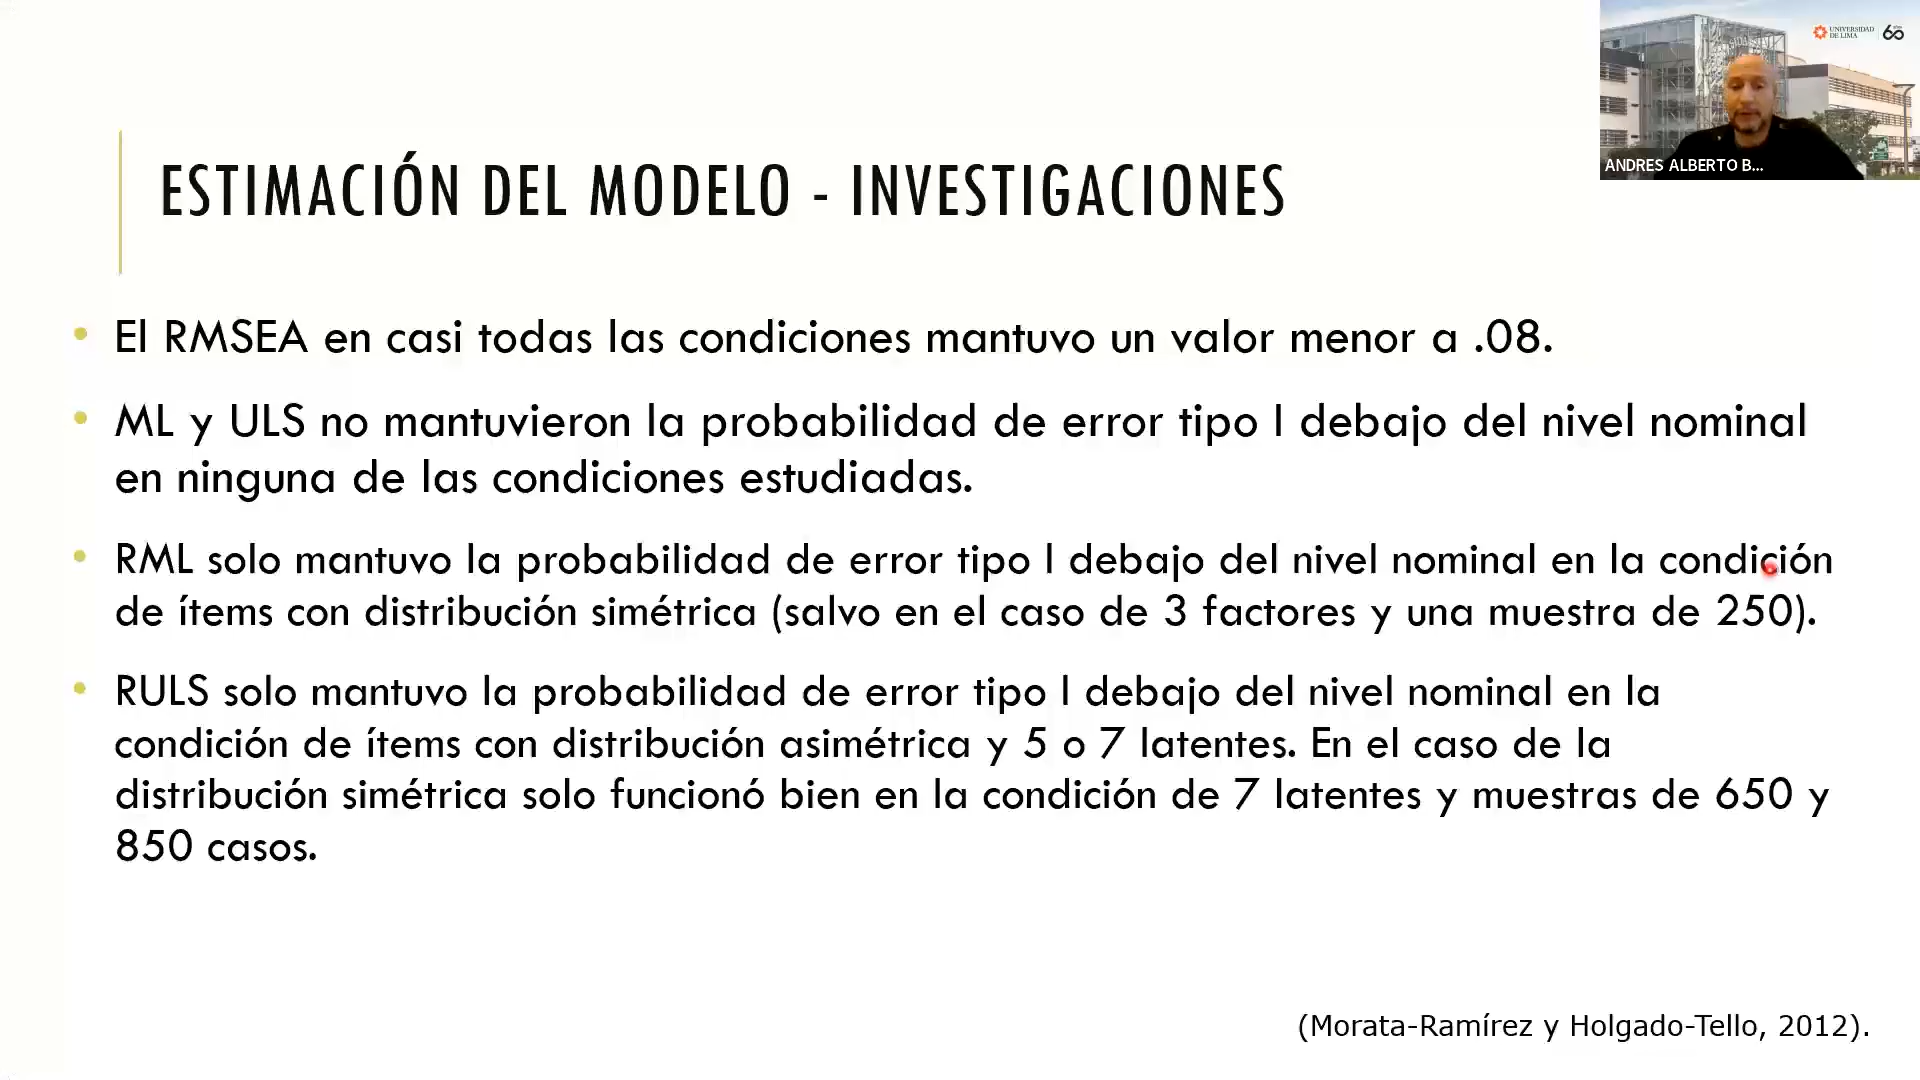 UNIVERSIDAD
DE LIMA
60
ANDRES ALBERTO B...
ESTIMACIÓN DEL MODELO - INVESTIGACIONES
• El RMSEA en casi todas las condiciones mantuvo un valor menor a .08.
• ML y ULS no mantuvieron la probabilidad de error tipo I debajo del nivel nominal
en ninguna de las condiciones estudiadas.
• RML solo mantuvo la probabilidad de error tipo I debajo del nivel nominal en la condición
de ítems con distribución simétrica (salvo en el caso de 3 factores y una muestra de 250).
• RULS solo mantuvo la probabilidad de error tipo I debajo del nivel nominal en la
condición de ítems con distribución asimétrica y 5 o 7 latentes. En el caso de la
distribución simétrica solo funcionó bien en la condición de 7 latentes y muestras de 650 y
850 casos.
(Morata-Ramírez y Holgado-Tello, 2012).